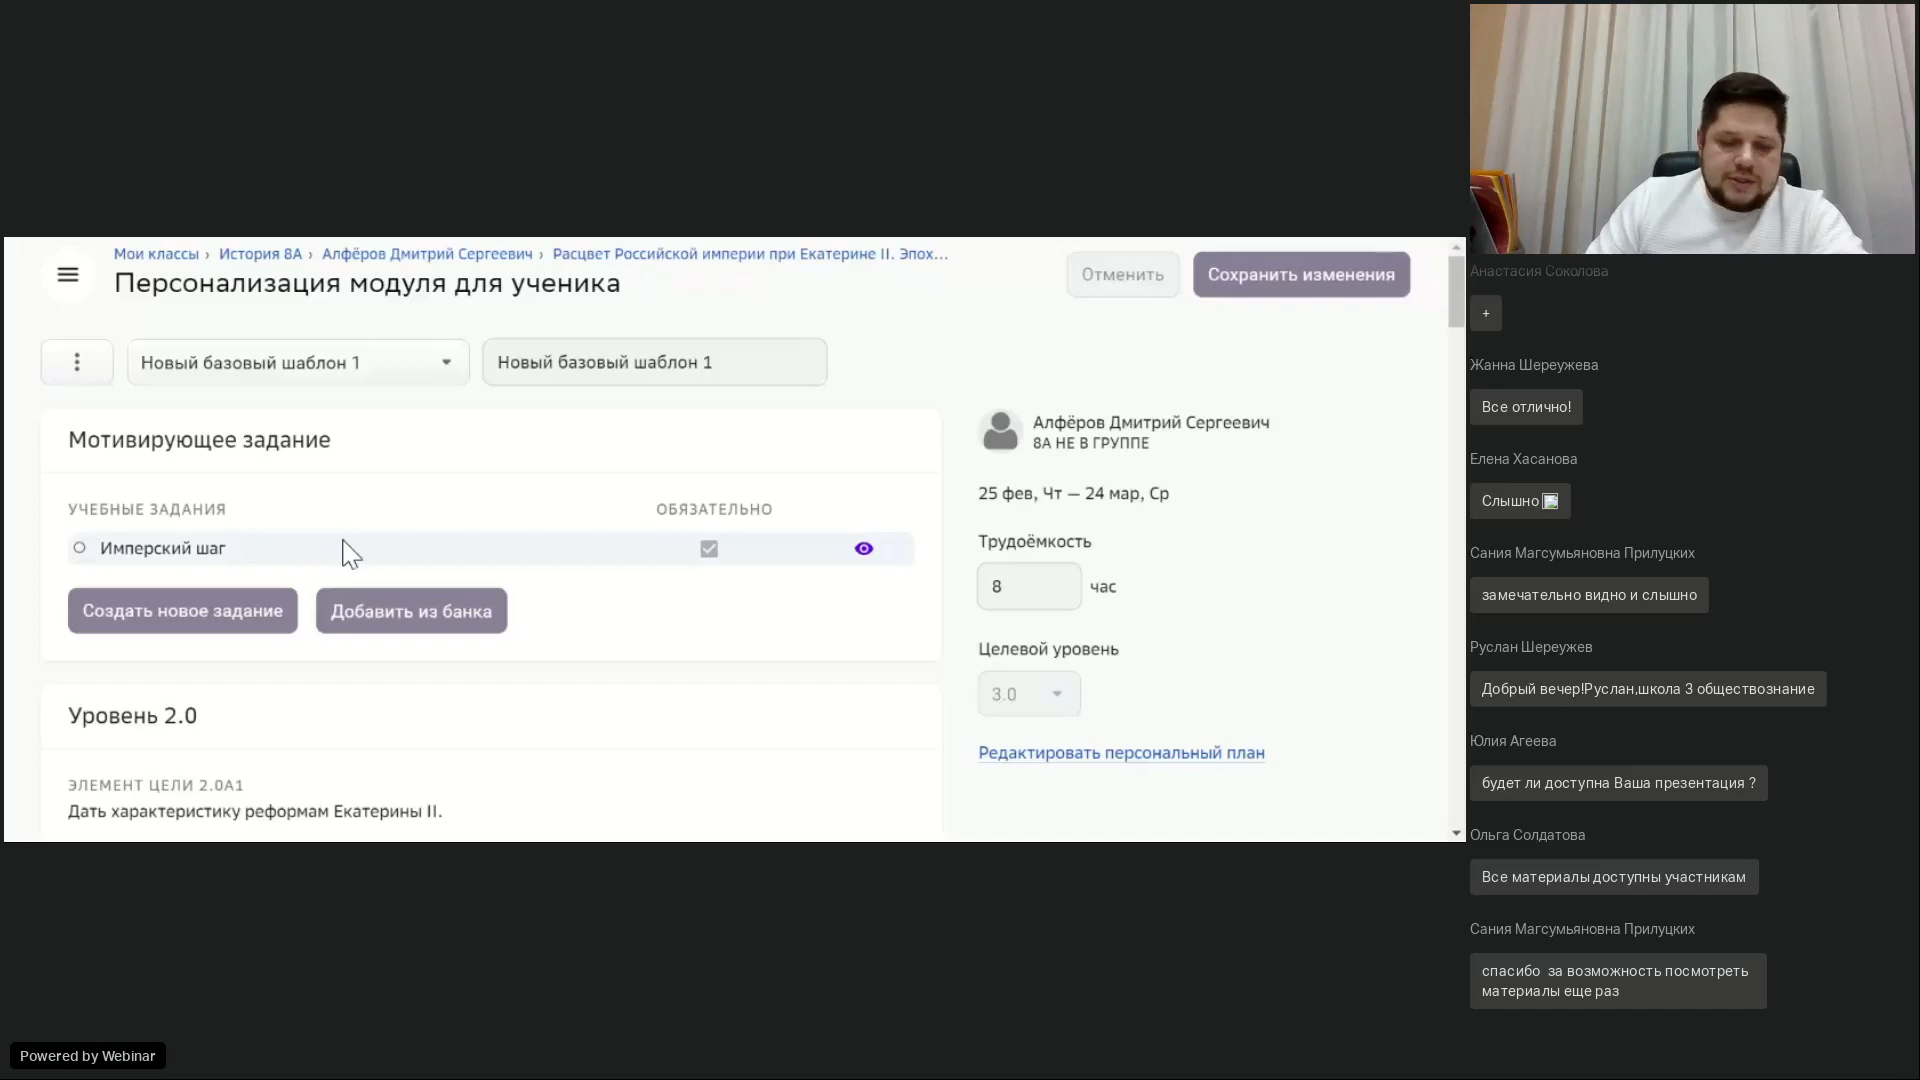 Мои классы › История 8А › Алфёров Дмитрий Сергеевич › Расцвет Российской империи при Екатерине II. Эпох...
Персонализация модуля для ученика
Отменить
Сохранить изменения
Новый базовый шаблон 1
Новый базовый шаблон 1
Мотивирующее задание
УЧЕБНЫЕ ЗАДАНИЯ
ОБЯЗАТЕЛЬНО
Имперский шаг
Создать новое задание
Добавить из банка
Уровень 2.0
ЭЛЕМЕНТ ЦЕЛИ 2.0А1
Дать характеристику реформам Екатерины II.
Алфёров Дмитрий Сергеевич
8А НЕ В ГРУППЕ
25 фев, Чт — 24 мар, Ср
Трудоёмкость
8 час
Целевой уровень
3.0
Редактировать персональный план
Анастасия Соколова
+
Жанна Шереужева
Все отлично!
Елена Хасанова
Слышно
Сания Магсумьяновна Прилуцких
замечательно видно и слышно
Руслан Шереужев
Добрый вечер!Руслан,школа 3 обществознание
Юлия Агеева
будет ли доступна Ваша презентация ?
Ольга Солдатова
Все материалы доступны участникам
Сания Магсумьяновна Прилуцких
спасибо за возможность посмотреть
материалы еще раз
Powered by Webinar